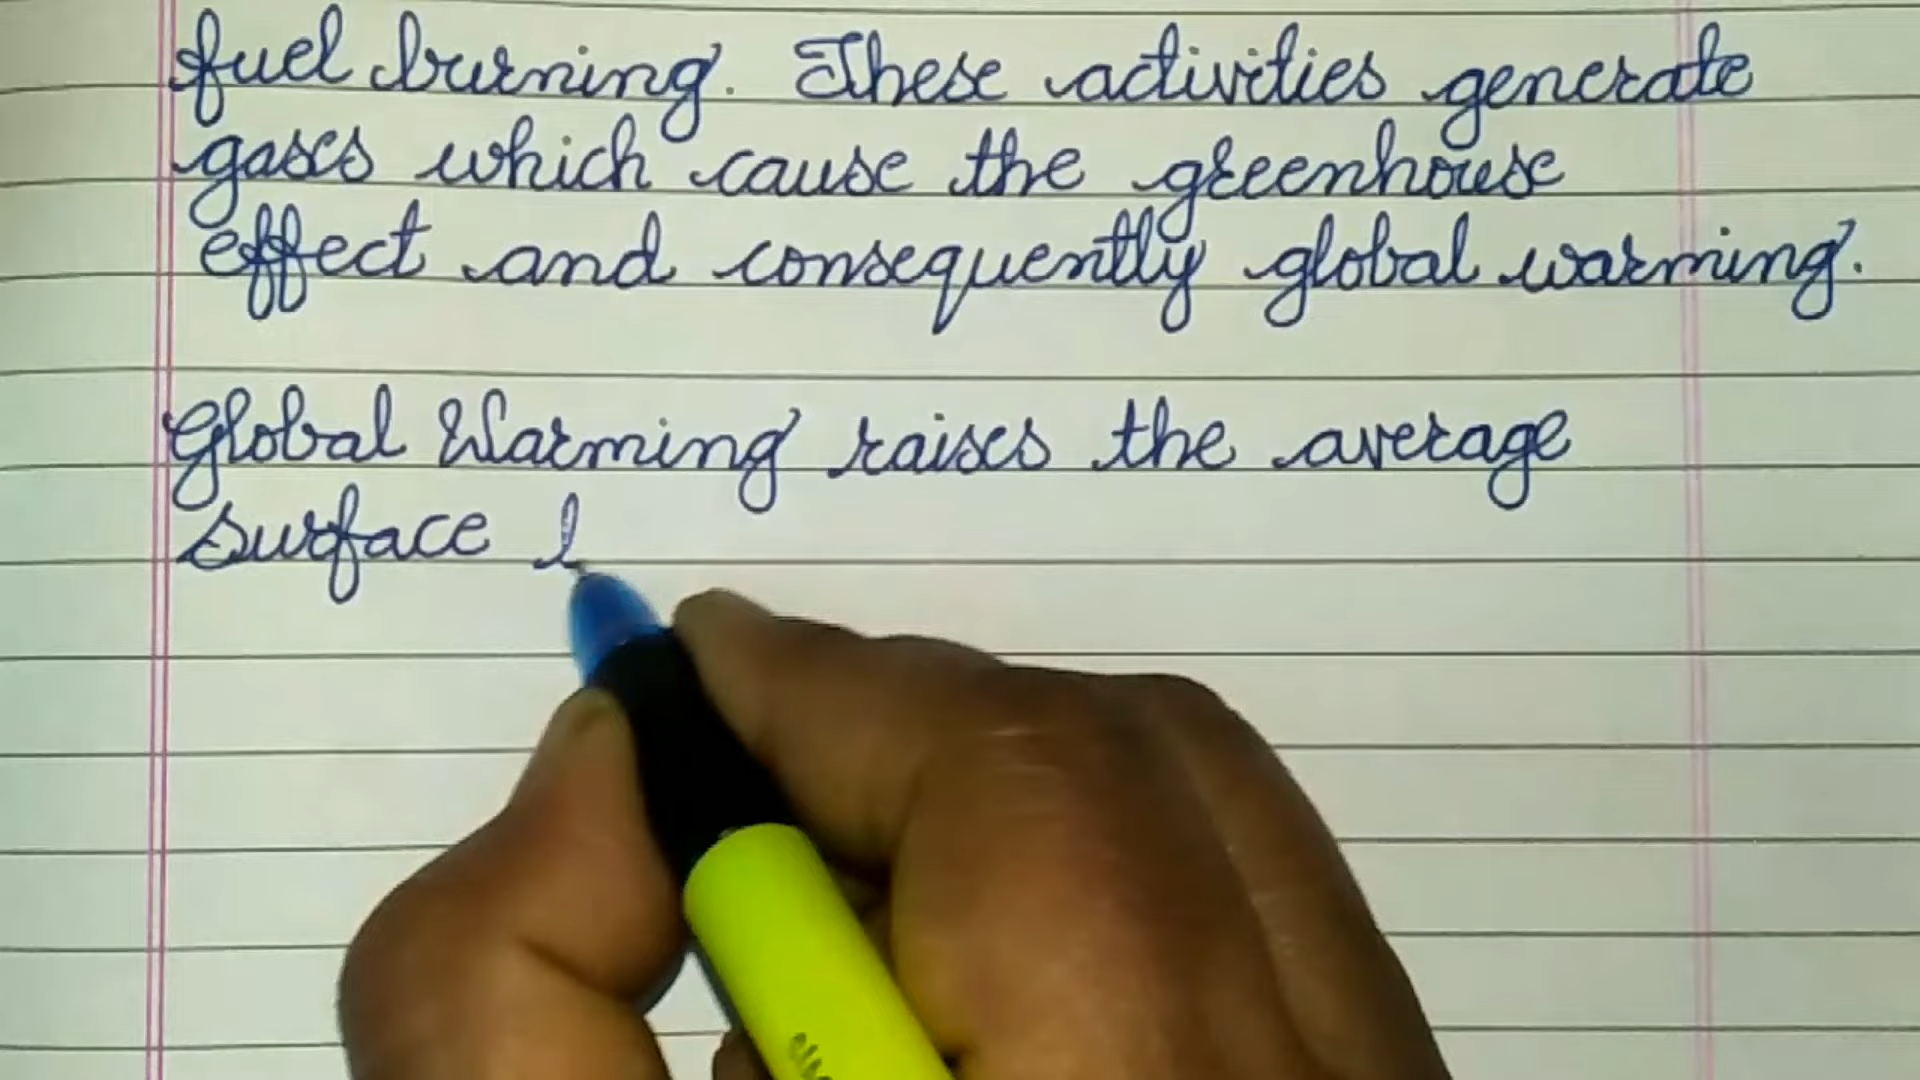 fuel burning. These activities generate
gases which cause the greenhouse
effect and consequently global warming.
Global Warming raises the average
surface